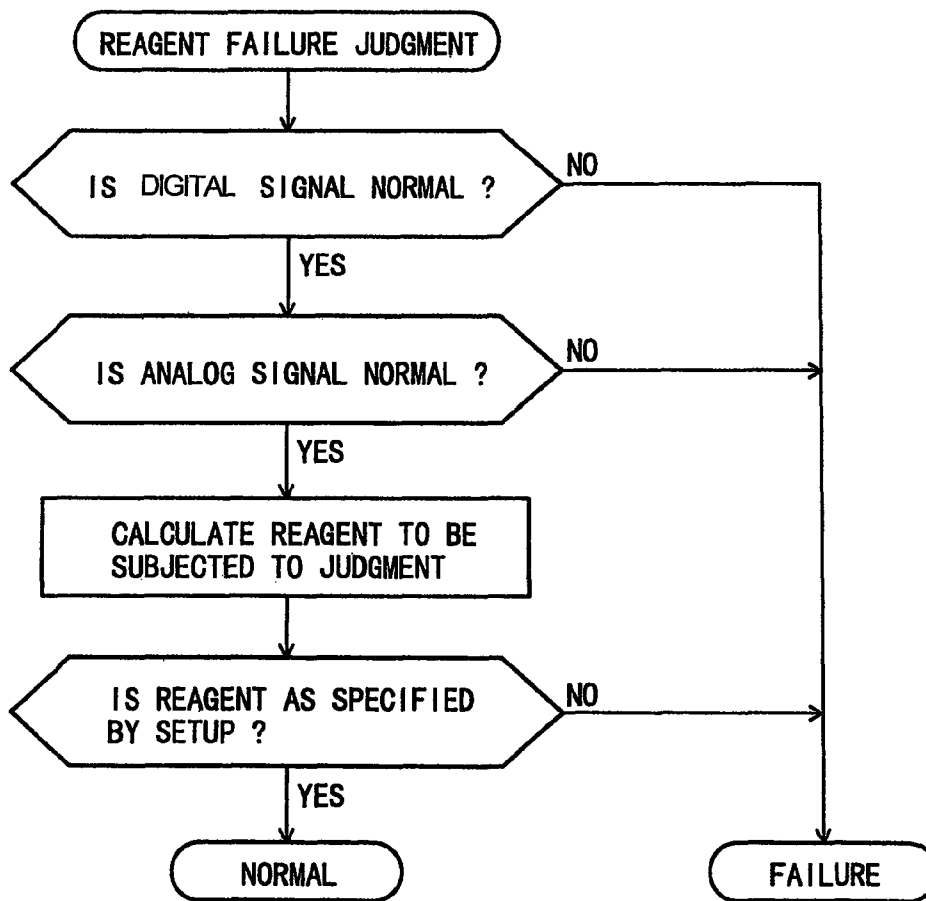 REAGENT FAILURE JUDGMENT
IS DIGITAL SIGNAL NORMAL ?
NO
YES
IS ANALOG SIGNAL NORMAL ?
NO
YES
CALCULATE REAGENT TO BE
SUBJECTED TO JUDGMENT
IS REAGENT AS SPECIFIED
BY SETUP ?
NO
YES
NORMAL
FAILURE